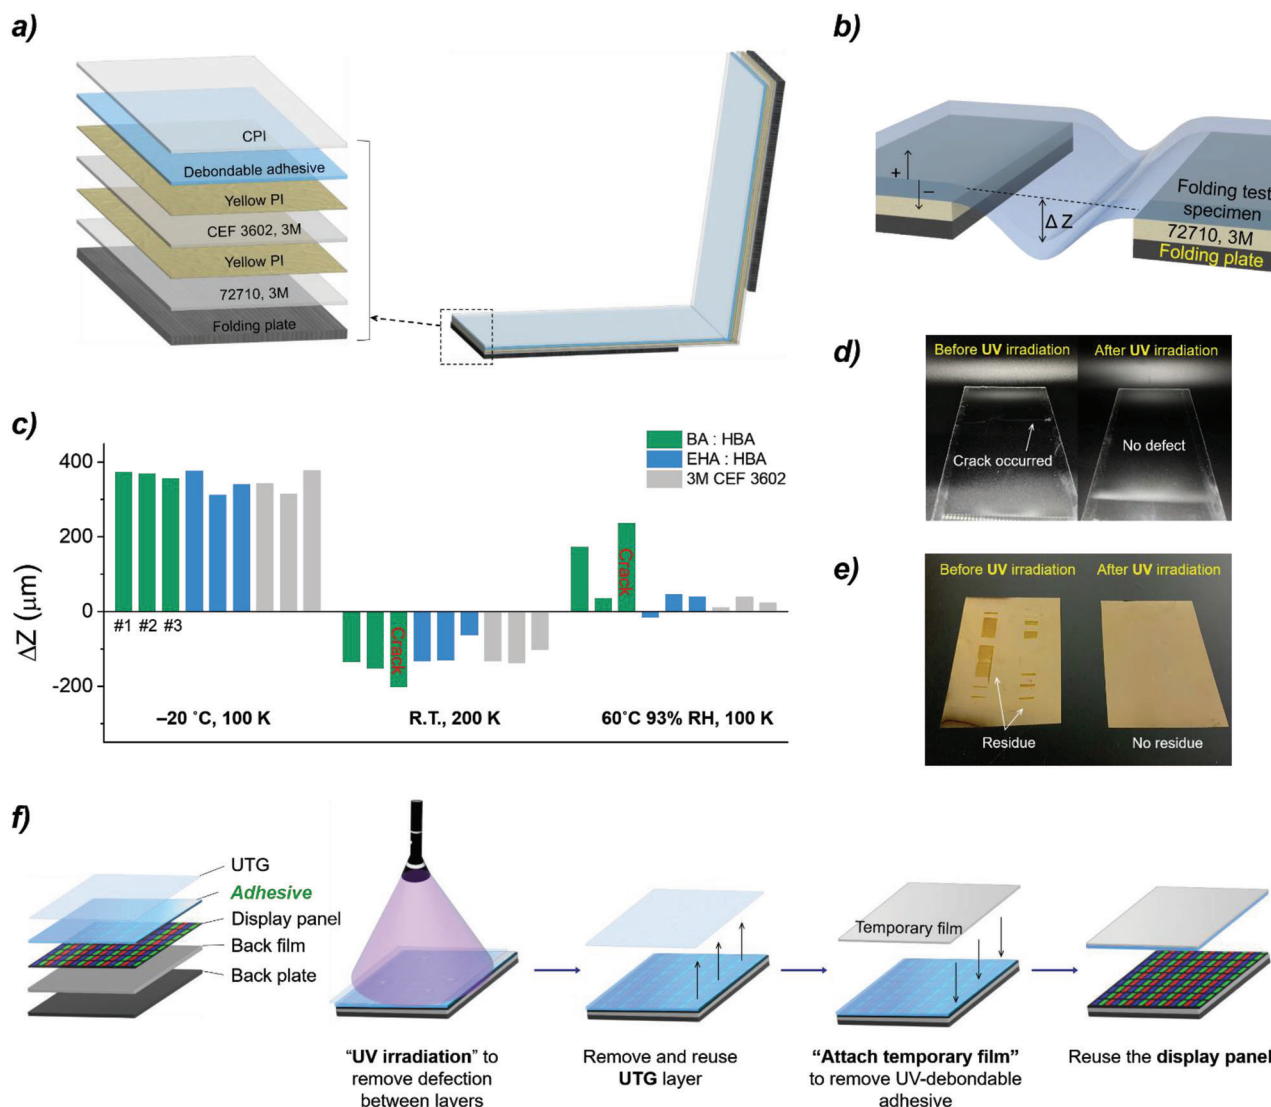 a)
CPI
Debondable adhesive
Yellow PI
CEF 3602, 3M
Yellow PI
72710, 3M
Folding plate
b)
+
−
Δ Z
Folding test
specimen
72710, 3M
Folding plate
c)
BA : HBA
EHA : HBA
3M CEF 3602
400
200
0
-200
ΔZ (μm)
#1 #2 #3
Crack
Crack
–20 ˚C, 100 K
R.T., 200 K
60˚C 93% RH, 100 K
d)
Before UV irradiation
After UV irradiation
Crack occurred
No defect
e)
Before UV irradiation
After UV irradiation
Residue
No residue
f)
UTG
Adhesive
Display panel
Back film
Back plate
"UV irradiation" to
remove defection
between layers
Remove and reuse
UTG layer
Temporary film
"Attach temporary film"
to remove UV-debondable
adhesive
Reuse the display panel